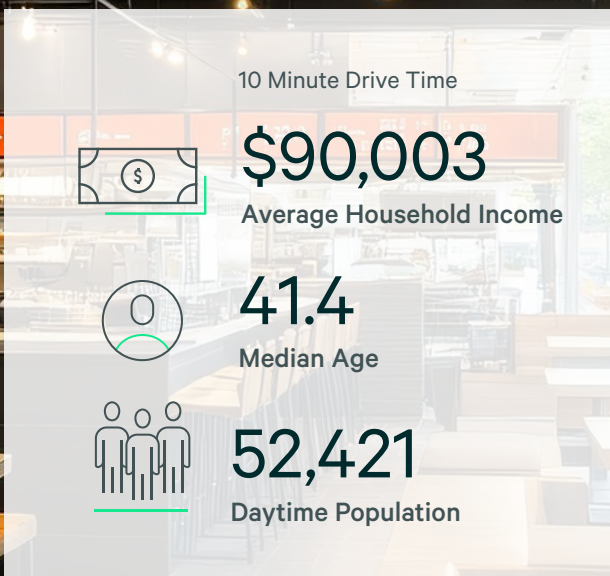 10 Minute Drive Time
$90,003
Average Household Income
$
41.4
Median Age
52,421
Daytime Population